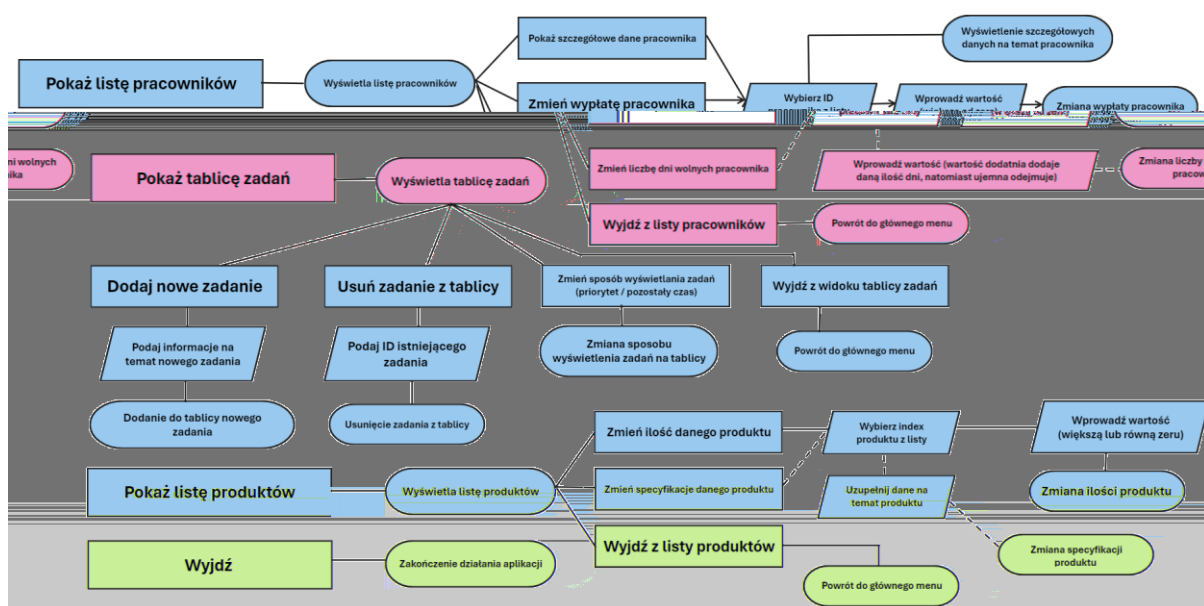 Pokaż szczegółowe dane pracownika
Wyświetlenie szczegółowych
danych na temat pracownika
Pokaż listę pracowników
Wyświetla listę pracowników
Zmień wypłatę pracownika
Wybierz ID
Wprowadź wartość
Zmiana wypłaty pracownika
ni wolnych
nika
Pokaż tablicę zadań
Wyświetla tablicę zadań
Zmień liczbę dni wolnych pracownika
Wprowadź wartość (wartość dodatnia dodaje
daną ilość dni, natomiast ujemna odejmuje)
Zmiana liczby
pracow
Wyjdź z listy pracowników
Powrót do głównego menu
Dodaj nowe zadanie
Usuń zadanie z tablicy
Zmień sposób wyświetlania zadań
(priorytet / pozostały czas)
Wyjdź z widoku tablicy zadań
Podaj informacje na
temat nowego zadania
Podaj ID istniejącego
zadania
Zmiana sposobu
wyświetlenia zadań na tablicy
Powrót do głównego menu
Dodanie do tablicy nowego
zadania
Usunięcie zadania z tablicy
Zmień ilość danego produktu
Wybierz index
produktu z listy
Wprowadź wartość
(większą lub równą zeru)
Pokaż listę produktów
Wyświetla listę produktów
Zmień specyfikacje danego produktu
Uzupełnij dane na
temat produktu
Zmiana ilości produktu
Wyjdź
Zakończenie działania aplikacji
Wyjdź z listy produktów
Zmiana specyfikacji
produktu
Powrót do głównego menu